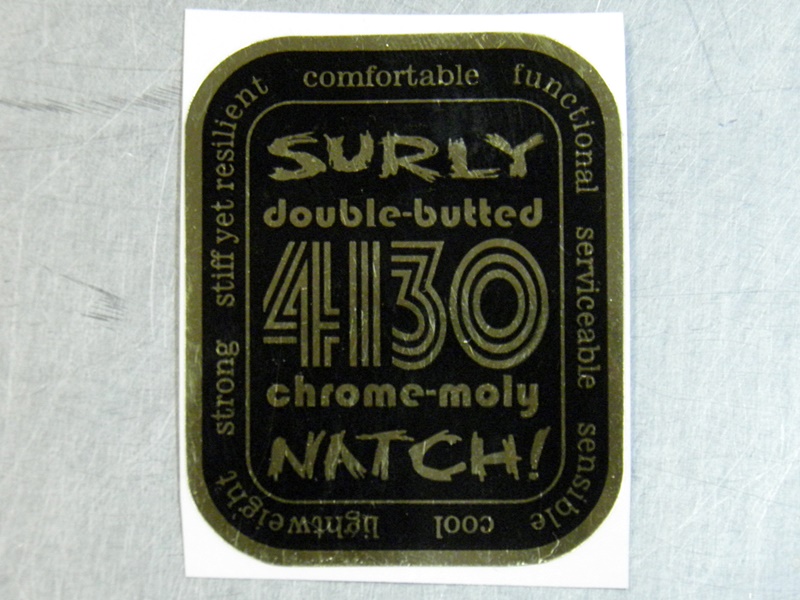 comfortable functional serviceable sensible cool lightweight strong stiff yet resilient
SURLY
double-butted
4130
chrome-moly
NATCH!